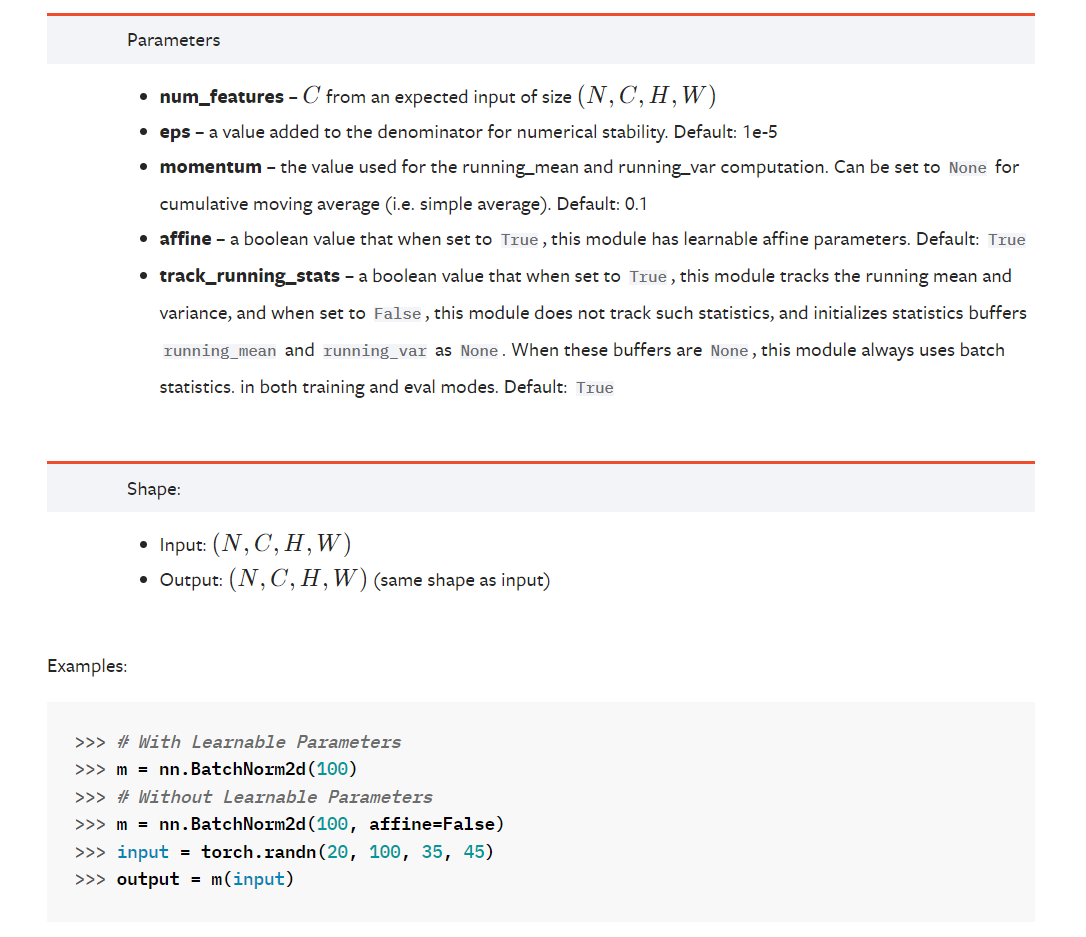 Parameters
• num_features – C from an expected input of size (N, C, H, W)
• eps – a value added to the denominator for numerical stability. Default: 1e-5
• momentum – the value used for the running_mean and running_var computation. Can be set to None for
cumulative moving average (i.e. simple average). Default: 0.1
• affine – a boolean value that when set to True , this module has learnable affine parameters. Default: True
• track_running_stats – a boolean value that when set to True , this module tracks the running mean and
variance, and when set to False , this module does not track such statistics, and initializes statistics buffers
running_mean and running_var as None . When these buffers are None , this module always uses batch
statistics. in both training and eval modes. Default: True
Shape:
• Input: (N, C, H, W)
• Output: (N, C, H, W) (same shape as input)
Examples:
>>> # With Learnable Parameters
>>> m = nn.BatchNorm2d(100)
>>> # Without Learnable Parameters
>>> m = nn.BatchNorm2d(100, affine=False)
>>> input = torch.randn(20, 100, 35, 45)
>>> output = m(input)